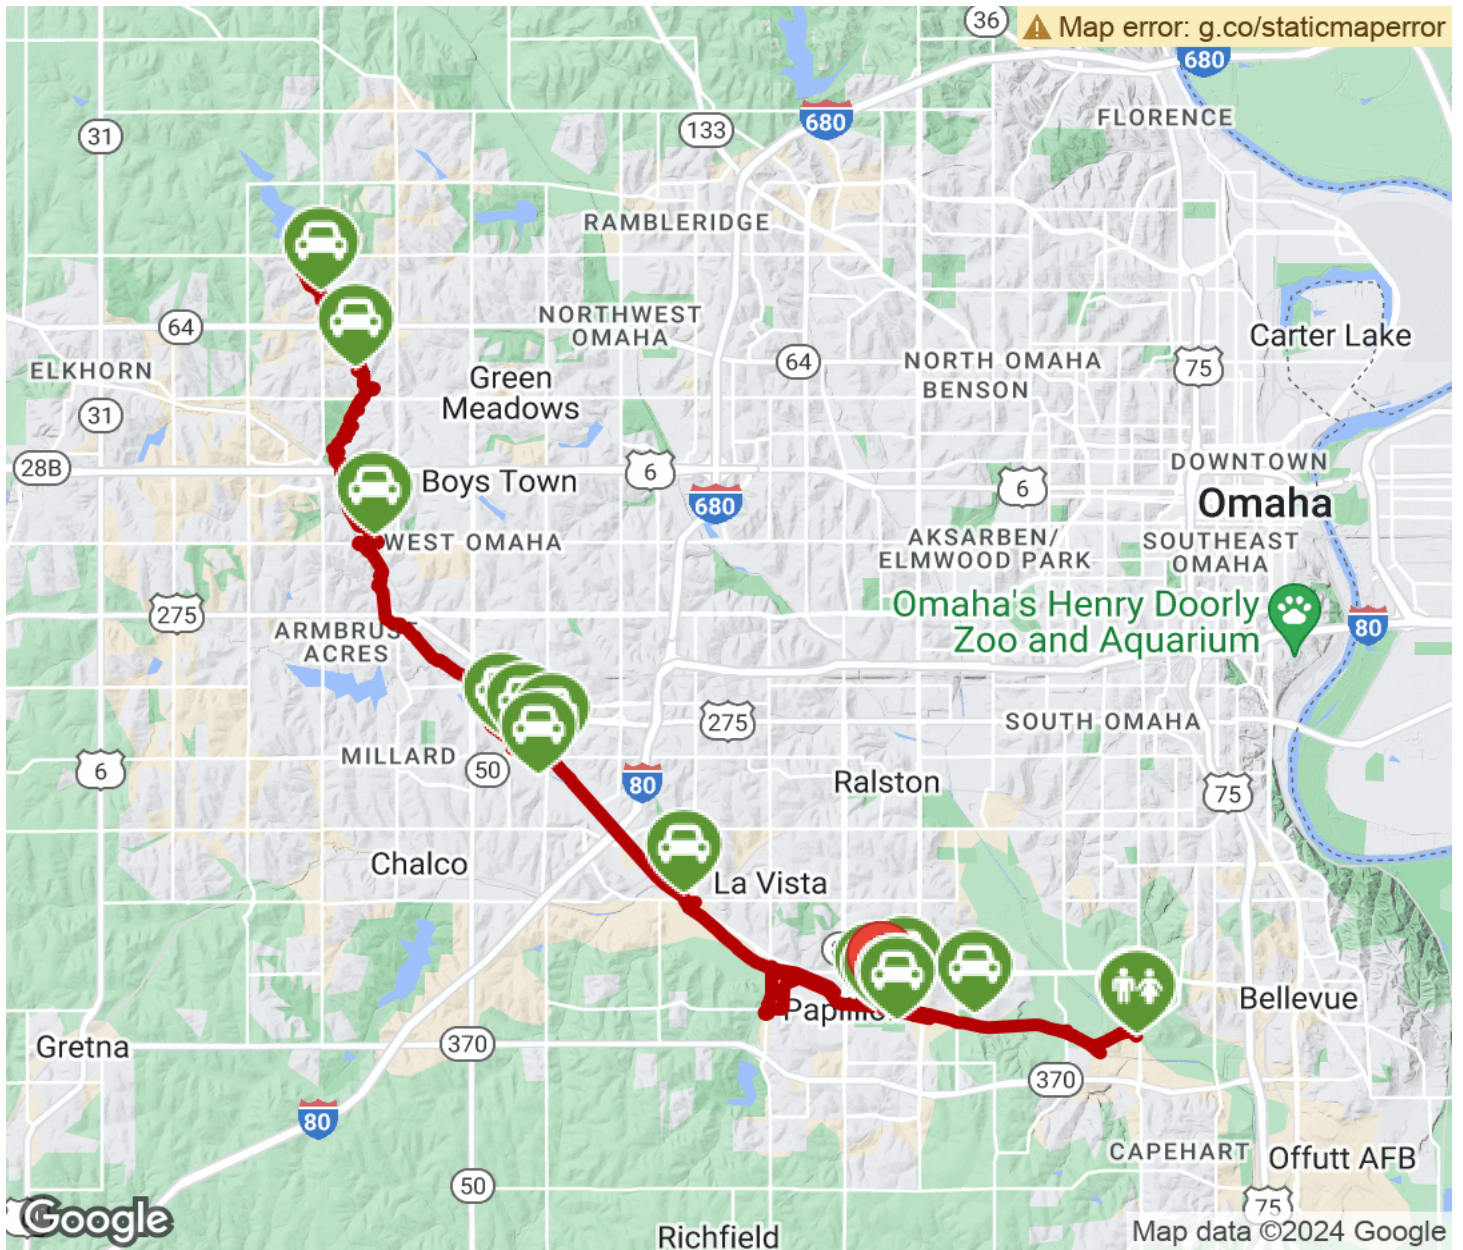 36
Map error: g.co/staticmaperror
680
FLORENCE
680
133
31
RAMBLERIDGE
64
NORTHWEST
OMAHA
Carter Lake
ELKHORN
64
NORTH OMAHA
75
Green
Meadows
BENSON
31
28B
6
Boys Town
DOWNTOWN
6
680
Omaha
WEST OMAHA
AKSARBEN/
ELMWOOD PARK
SOUTHEAST
OMAHA
275
Omaha's Henry Doorly
Zoo and Aquarium
80
ARMBRUST
ACRES
275
SOUTH OMAHA
MILLARD
50
6
80
Ralston
75
Chalco
La Vista
Bellevue
Gretna
370
370
80
CAPEHART
Offutt AFB
50
75
Google
Richfield
Map data ©2024 Google